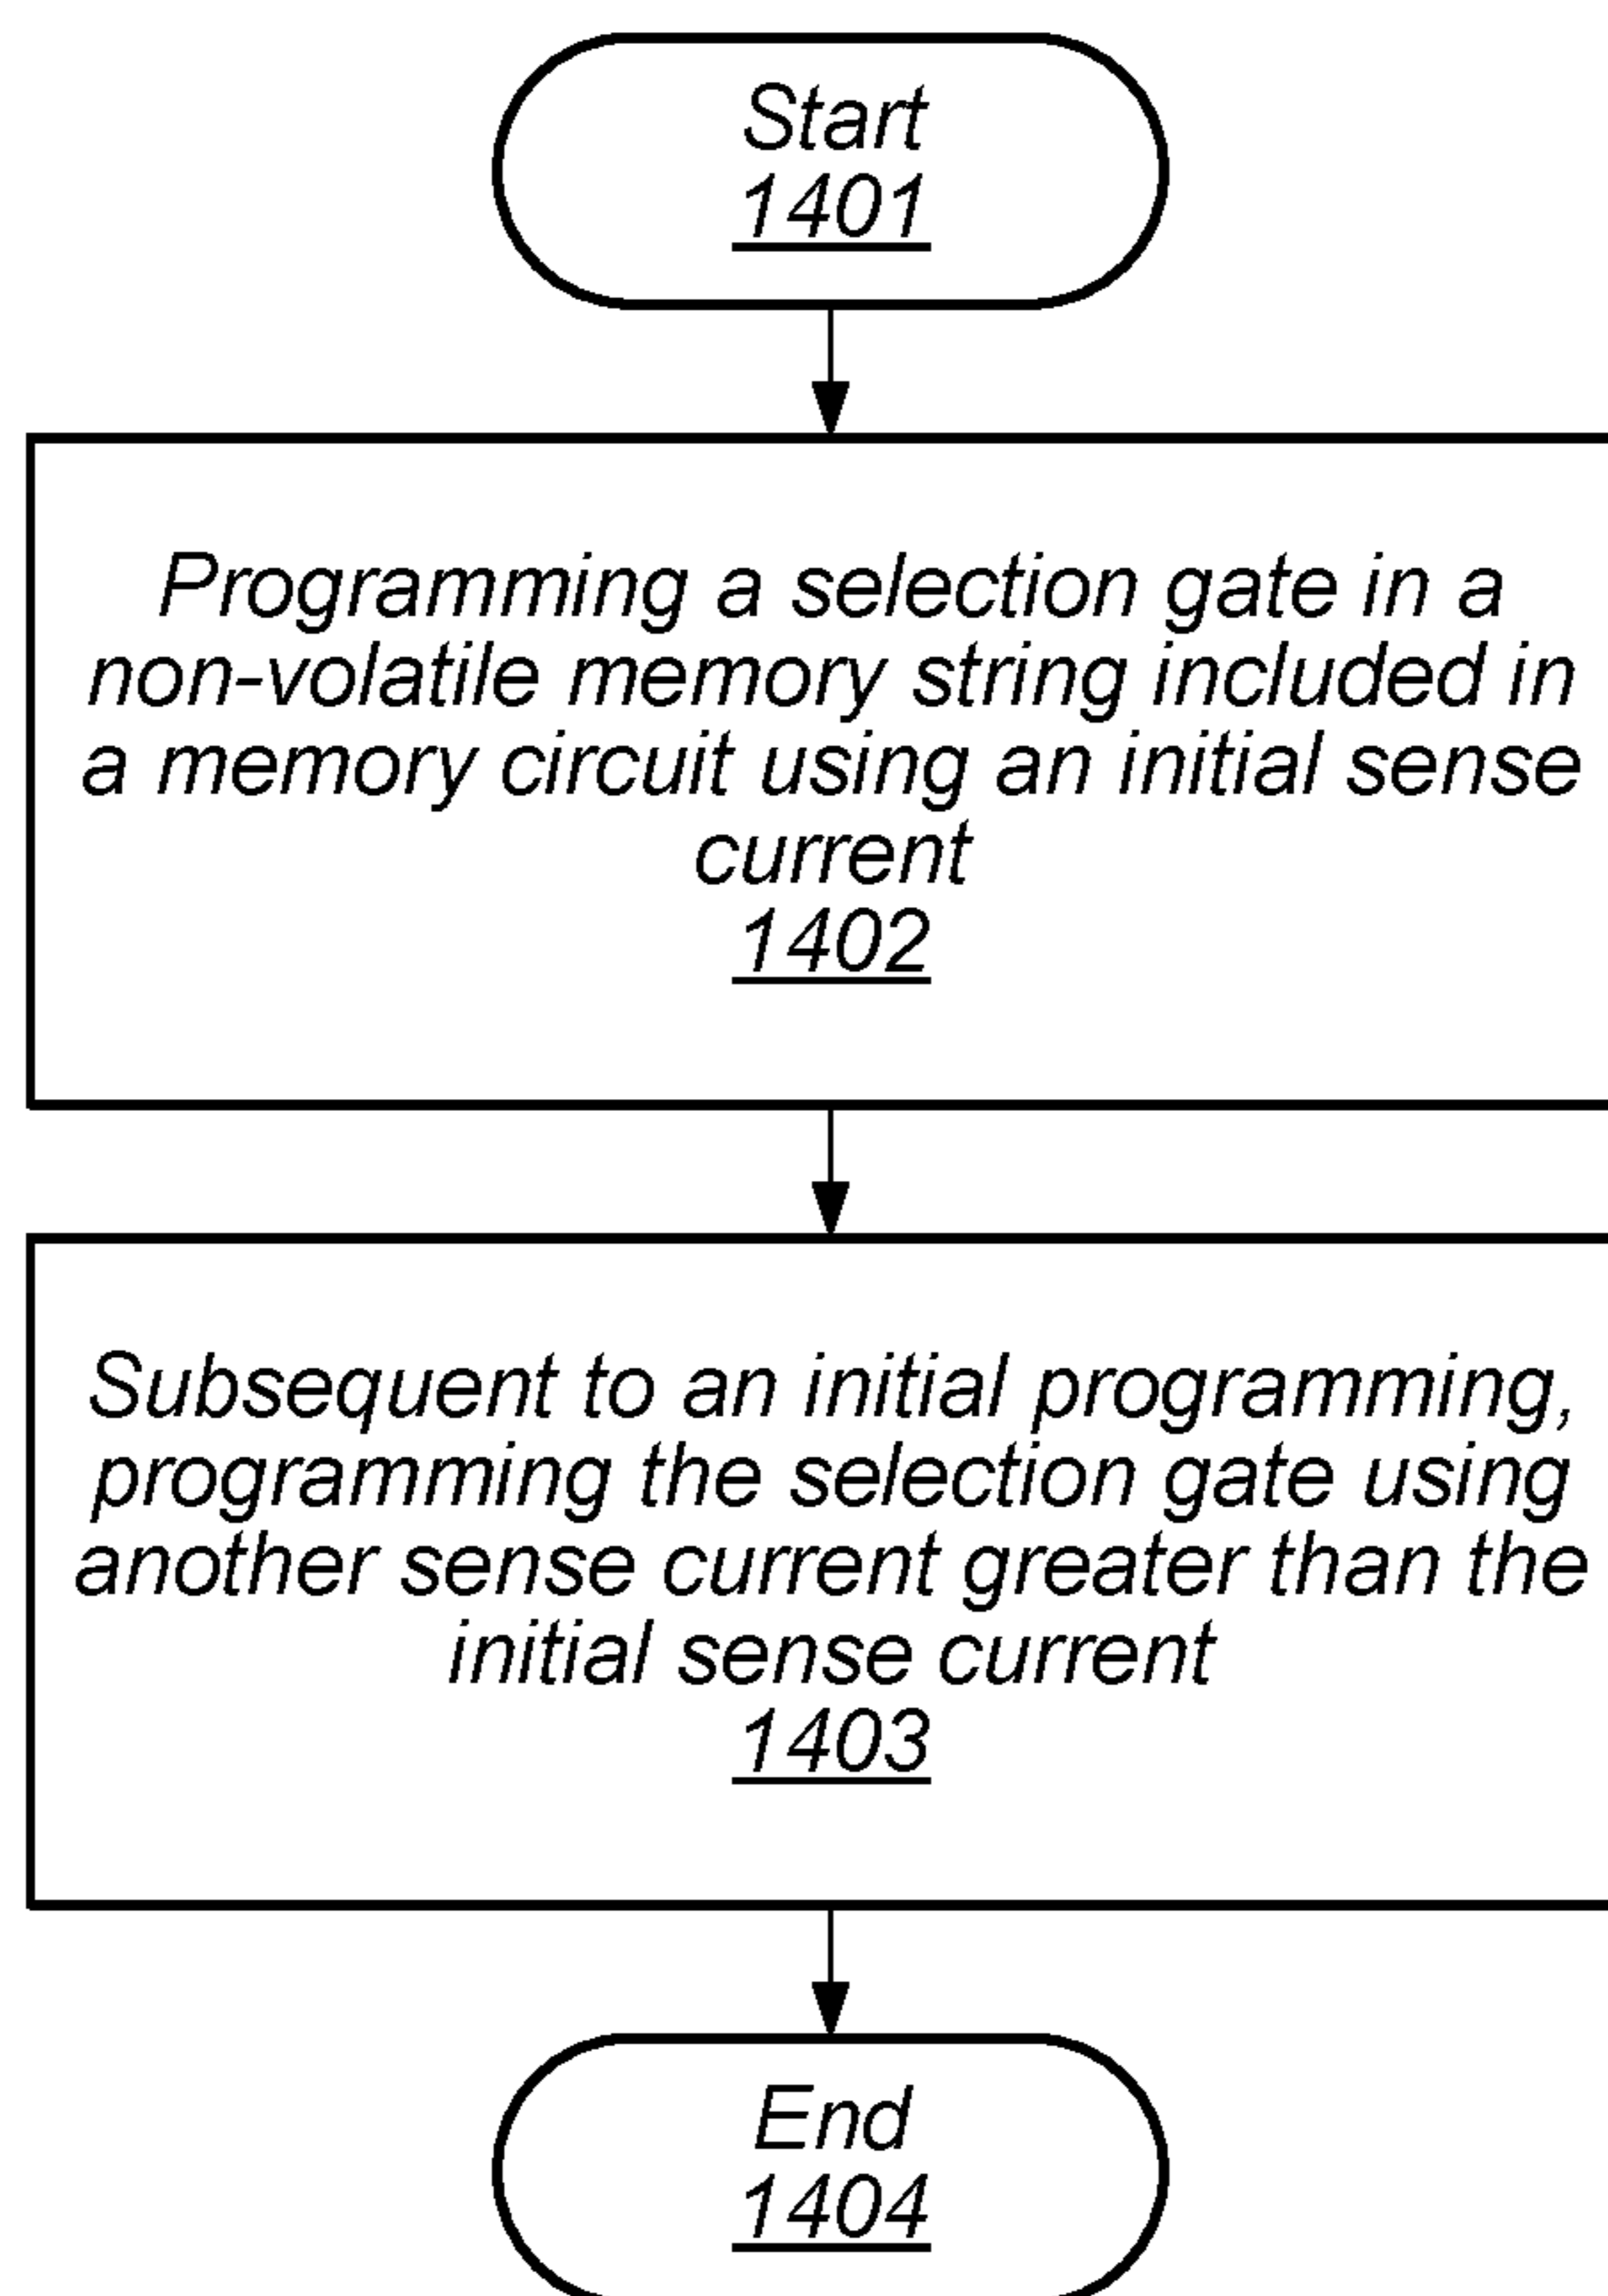 Start
1401
Programming a selection gate in a
non-volatile memory string included in
a memory circuit using an initial sense
current
1402
Subsequent to an initial programming,
programming the selection gate using
another sense current greater than the
initial sense current
1403
End
1404